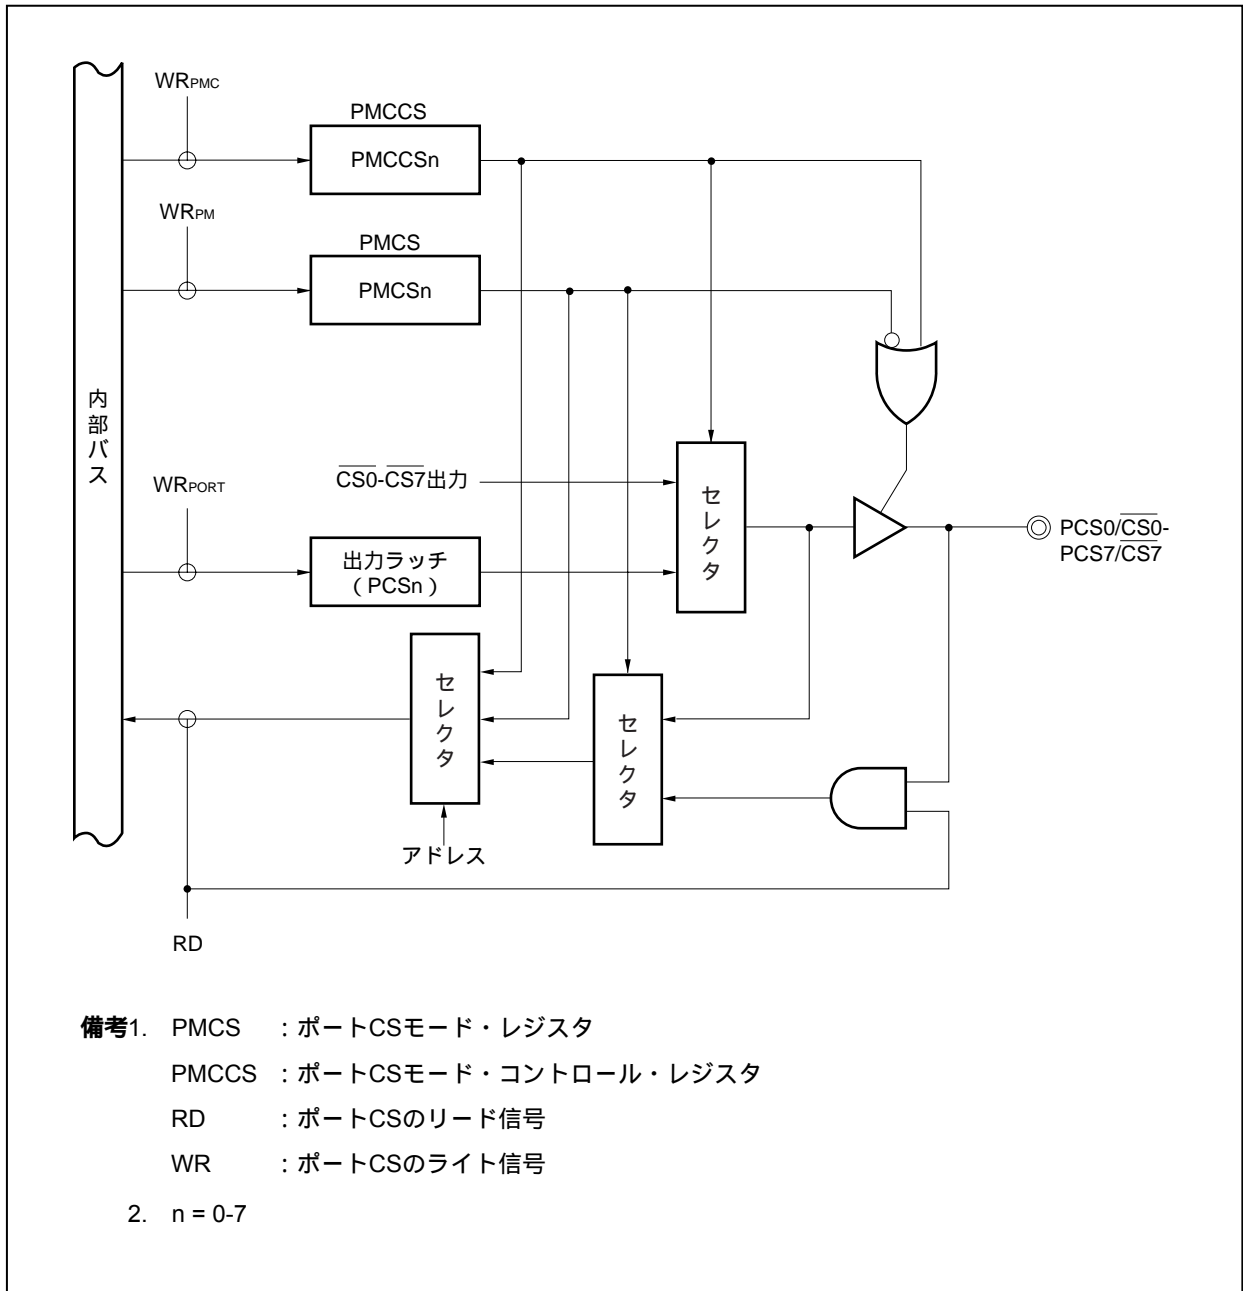 WRPMC
PMCCS
PMCCSn
WRPM
PMCS
PMCSn
内部バス
WRPORT
CS0-CS7出力
出力ラッチ
（PCSn）
セレクタ
PCS0/CS0-
PCS7/CS7
セレクタ
セレクタ
アドレス
RD
備考1. PMCS ：ポートCSモード・レジスタ
PMCCS ：ポートCSモード・コントロール・レジスタ
RD ：ポートCSのリード信号
WR ：ポートCSのライト信号
2. n = 0-7